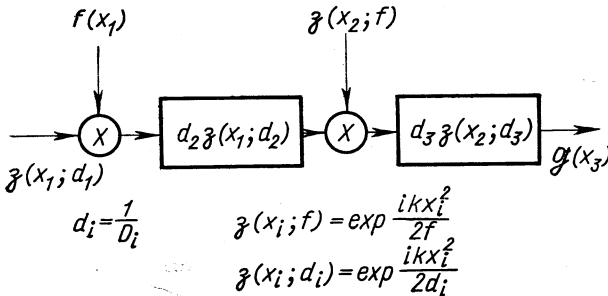 f(x₁) ʒ(x₂;f)
X d₂ʒ(x₁;d₂) X d₃ʒ(x₂;d₃)
ʒ(x₁;d₁) g(x₃)
dᵢ=1/Dᵢ ʒ(xᵢ;f)=exp ikxᵢ²/2f
ʒ(xᵢ;dᵢ)=exp ikxᵢ²/2dᵢ